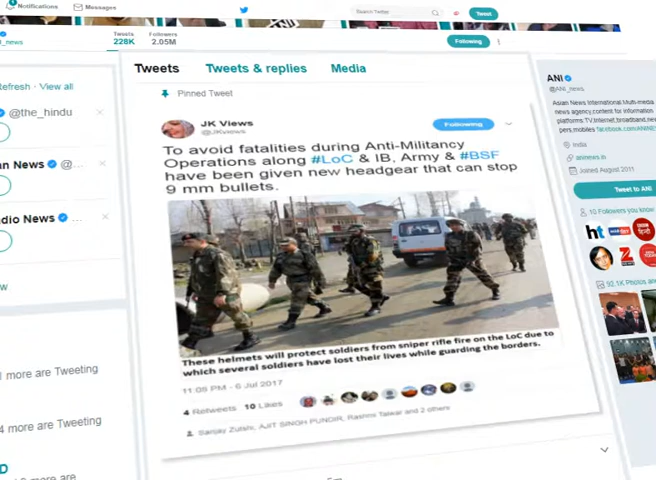 Notifications
Messages
Search Twitter
Tweet
_news
Tweets
228K
Followers
2.05M
Following
Refresh · View all
@the_hindu
an News @...
dio News ...
more are Tweeting
4 more are Tweeting
more are
Tweets
Tweets & replies
Media
Pinned Tweet
JK Views
@JKviews
Following
To avoid fatalities during Anti-Militancy
Operations along #LoC & IB, Army & #BSF
have been given new headgear that can stop
9 mm bullets.
These helmets will protect soldiers from sniper rifle fire on the LoC due to
which several soldiers have lost their lives while guarding the borders.
11:05 PM - 6 Jul 2017
4 Retweets 10 Likes
Sanjay Zutshi, AJIT SINGH PUNDIR, Rashmi Talwar and 2 others
ANI
@ANI_news
Asian News International.Multi-media
news agency,content for information
platforms:TV,Internet,broadband,
pers,mobiles
India
aninews.in
Joined August 2011
Tweet to ANI
10 Followers you know
ht
92.1K Photos and